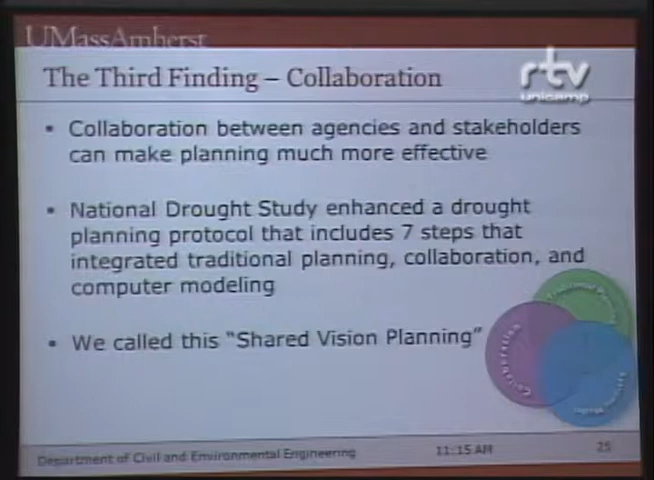 UMassAmherst
The Third Finding – Collaboration
rtv
unicamp
• Collaboration between agencies and stakeholders
can make planning much more effective
• National Drought Study enhanced a drought
planning protocol that includes 7 steps that
integrated traditional planning, collaboration, and
computer modeling
• We called this “Shared Vision Planning”
Collaboration
Department of Civil and Environmental Engineering
11:15 AM
25